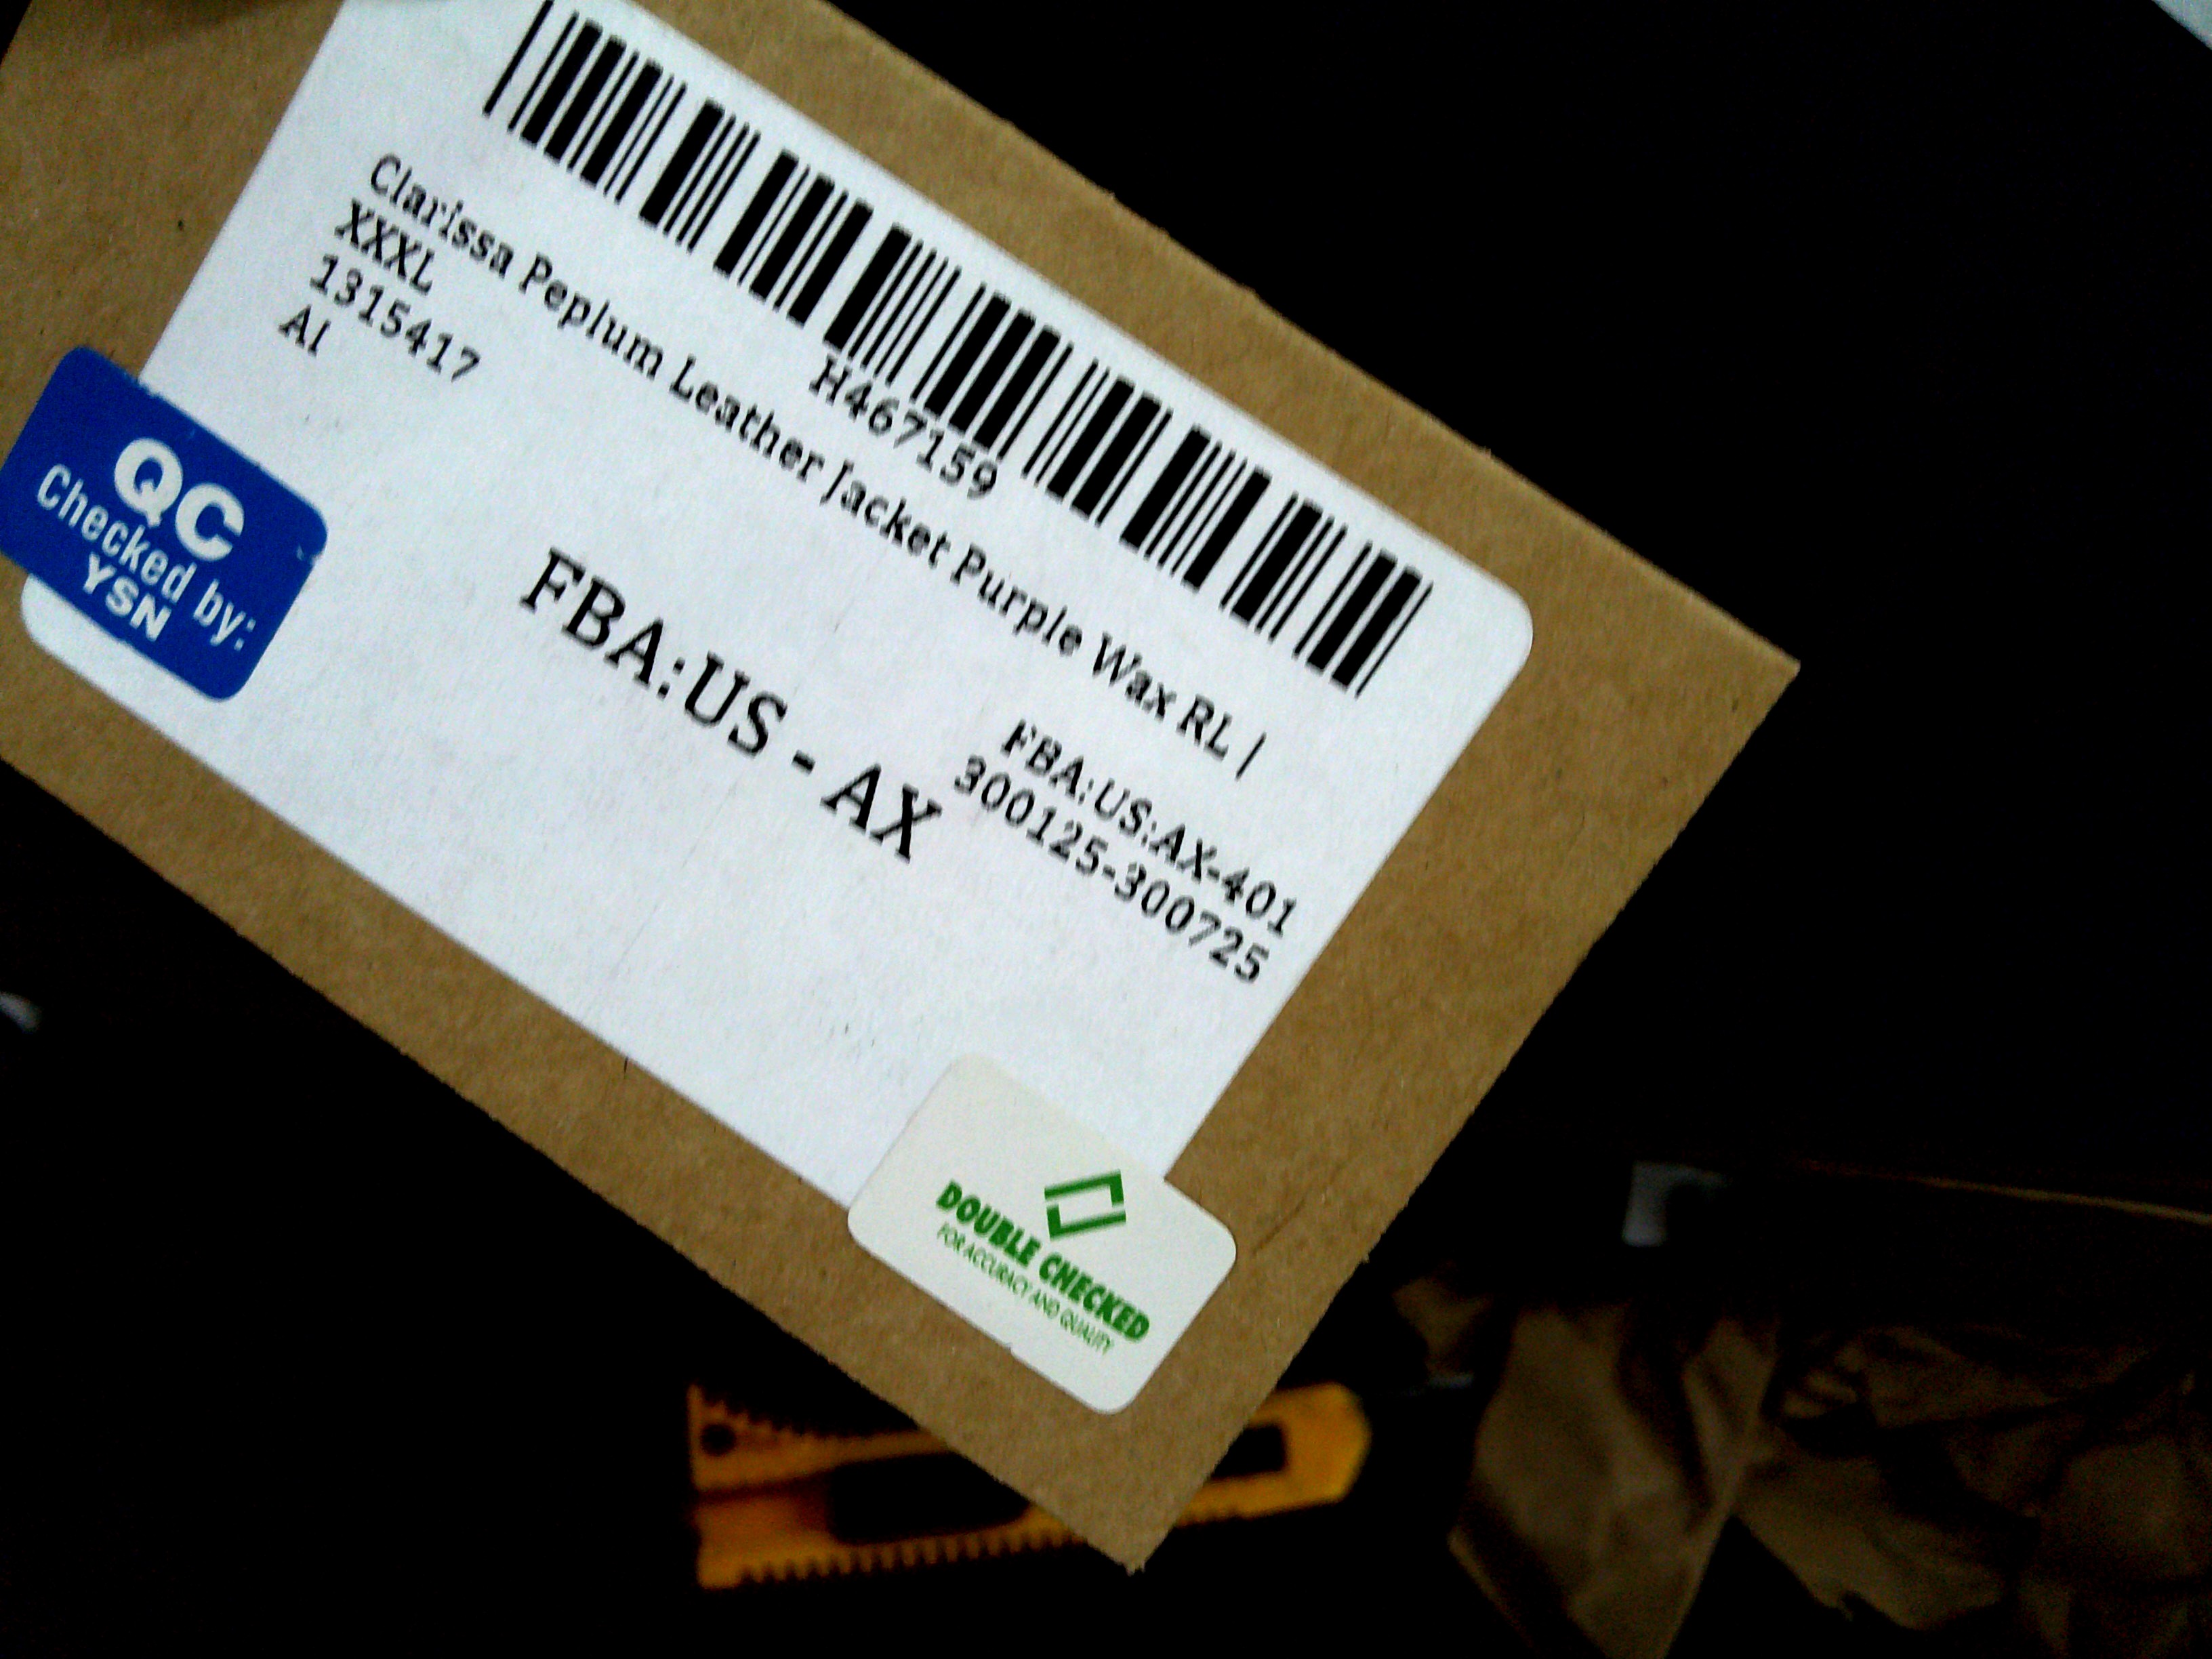 H467159
Clarissa Peplum Leather Jacket Purple Wax RL |
XXXL
1315417
AI
FBA:US:AX-401
300125-300725
FBA:US - AX
QC
Checked by:
YSN
DOUBLE CHECKED
FOR ACCURACY AND QUALITY